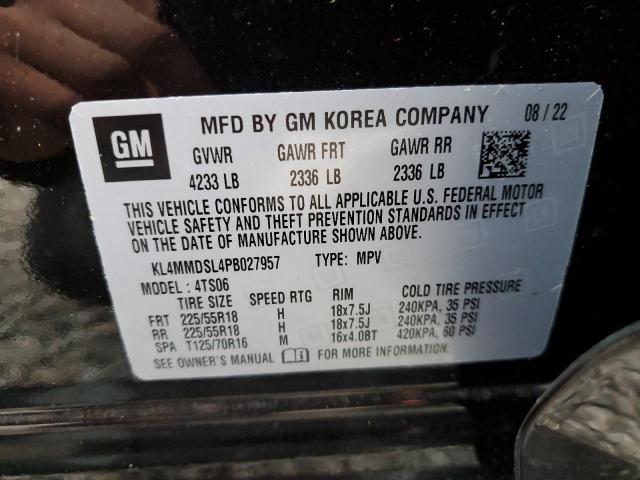 GM MFD BY GM KOREA COMPANY 08 / 22
GVWR GAWR FRT GAWR RR
4233 LB 2336 LB 2336 LB
THIS VEHICLE CONFORMS TO ALL APPLICABLE U.S. FEDERAL MOTOR
VEHICLE SAFETY AND THEFT PREVENTION STANDARDS IN EFFECT
ON THE DATE OF MANUFACTURE SHOWN ABOVE.
KL4MMDSL4PB027957 TYPE: MPV
MODEL : 4TS06
TIRE SIZE SPEED RTG RIM COLD TIRE PRESSURE
FRT 225/55R18 H 18x7.5J 240KPA, 35 PSI
RR 225/55R18 H 18x7.5J 240KPA, 35 PSI
SPA T125/70R16 M 16x4.0BT 420KPA, 60 PSI
SEE OWNER'S MANUAL FOR MORE INFORMATION